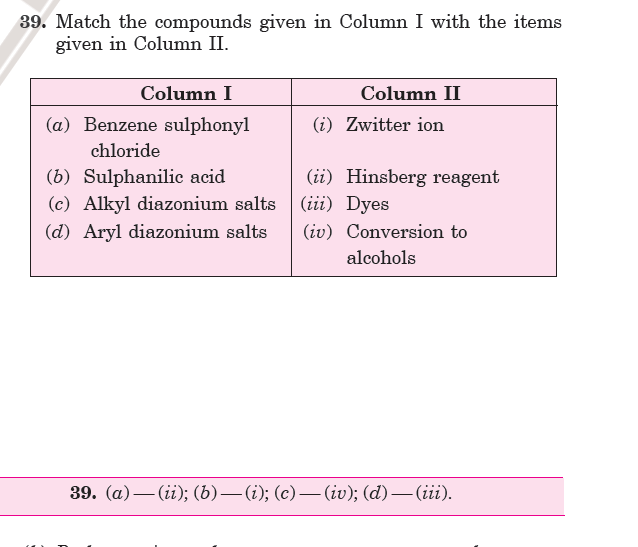 39. Match the compounds given in Column I with the items
given in Column II.
Column I Column II
(a) Benzene sulphonyl (i) Zwitter ion
chloride
(b) Sulphanilic acid (ii) Hinsberg reagent
(c) Alkyl diazonium salts (iii) Dyes
(d) Aryl diazonium salts (iv) Conversion to
alcohols
39. (a)—(ii); (b)—(i); (c)—(iv); (d)—(iii).